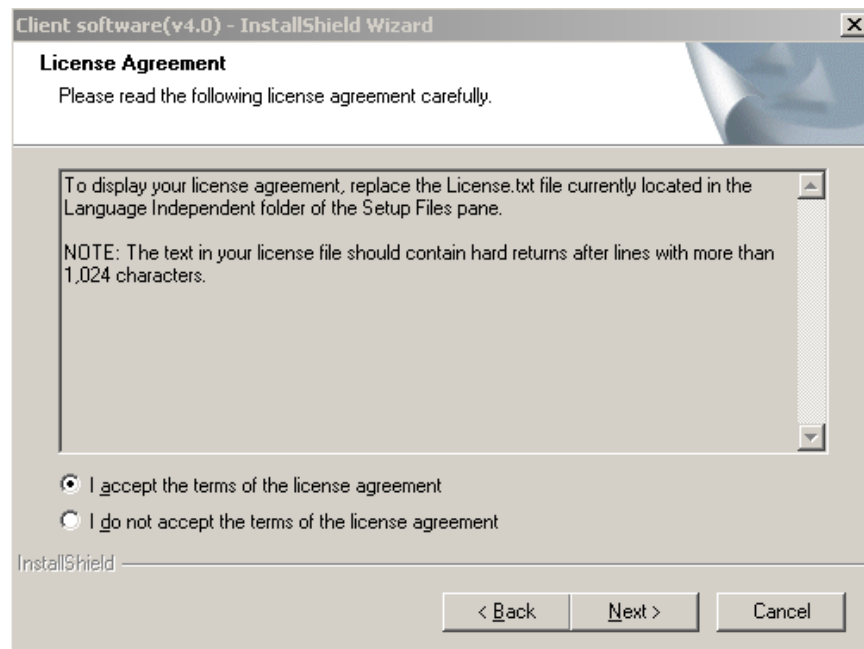 Client software(v4.0) - InstallShield Wizard
License Agreement
Please read the following license agreement carefully.
To display your license agreement, replace the License.txt file currently located in the
Language Independent folder of the Setup Files pane.
NOTE: The text in your license file should contain hard returns after lines with more than
1,024 characters.
I accept the terms of the license agreement
I do not accept the terms of the license agreement
InstallShield
< Back Next > Cancel